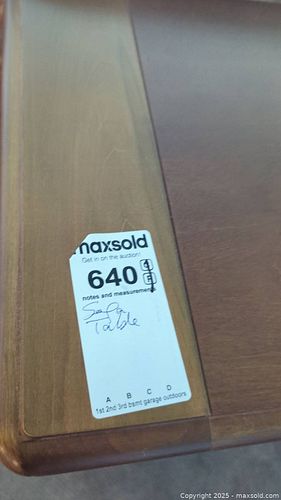 maxsold
Get in on the auction!
640
notes and measurements
Sofa
Table
A B C D
1st 2nd 3rd bsmt garage outdoors
Copyright © 2025 - maxsold.com